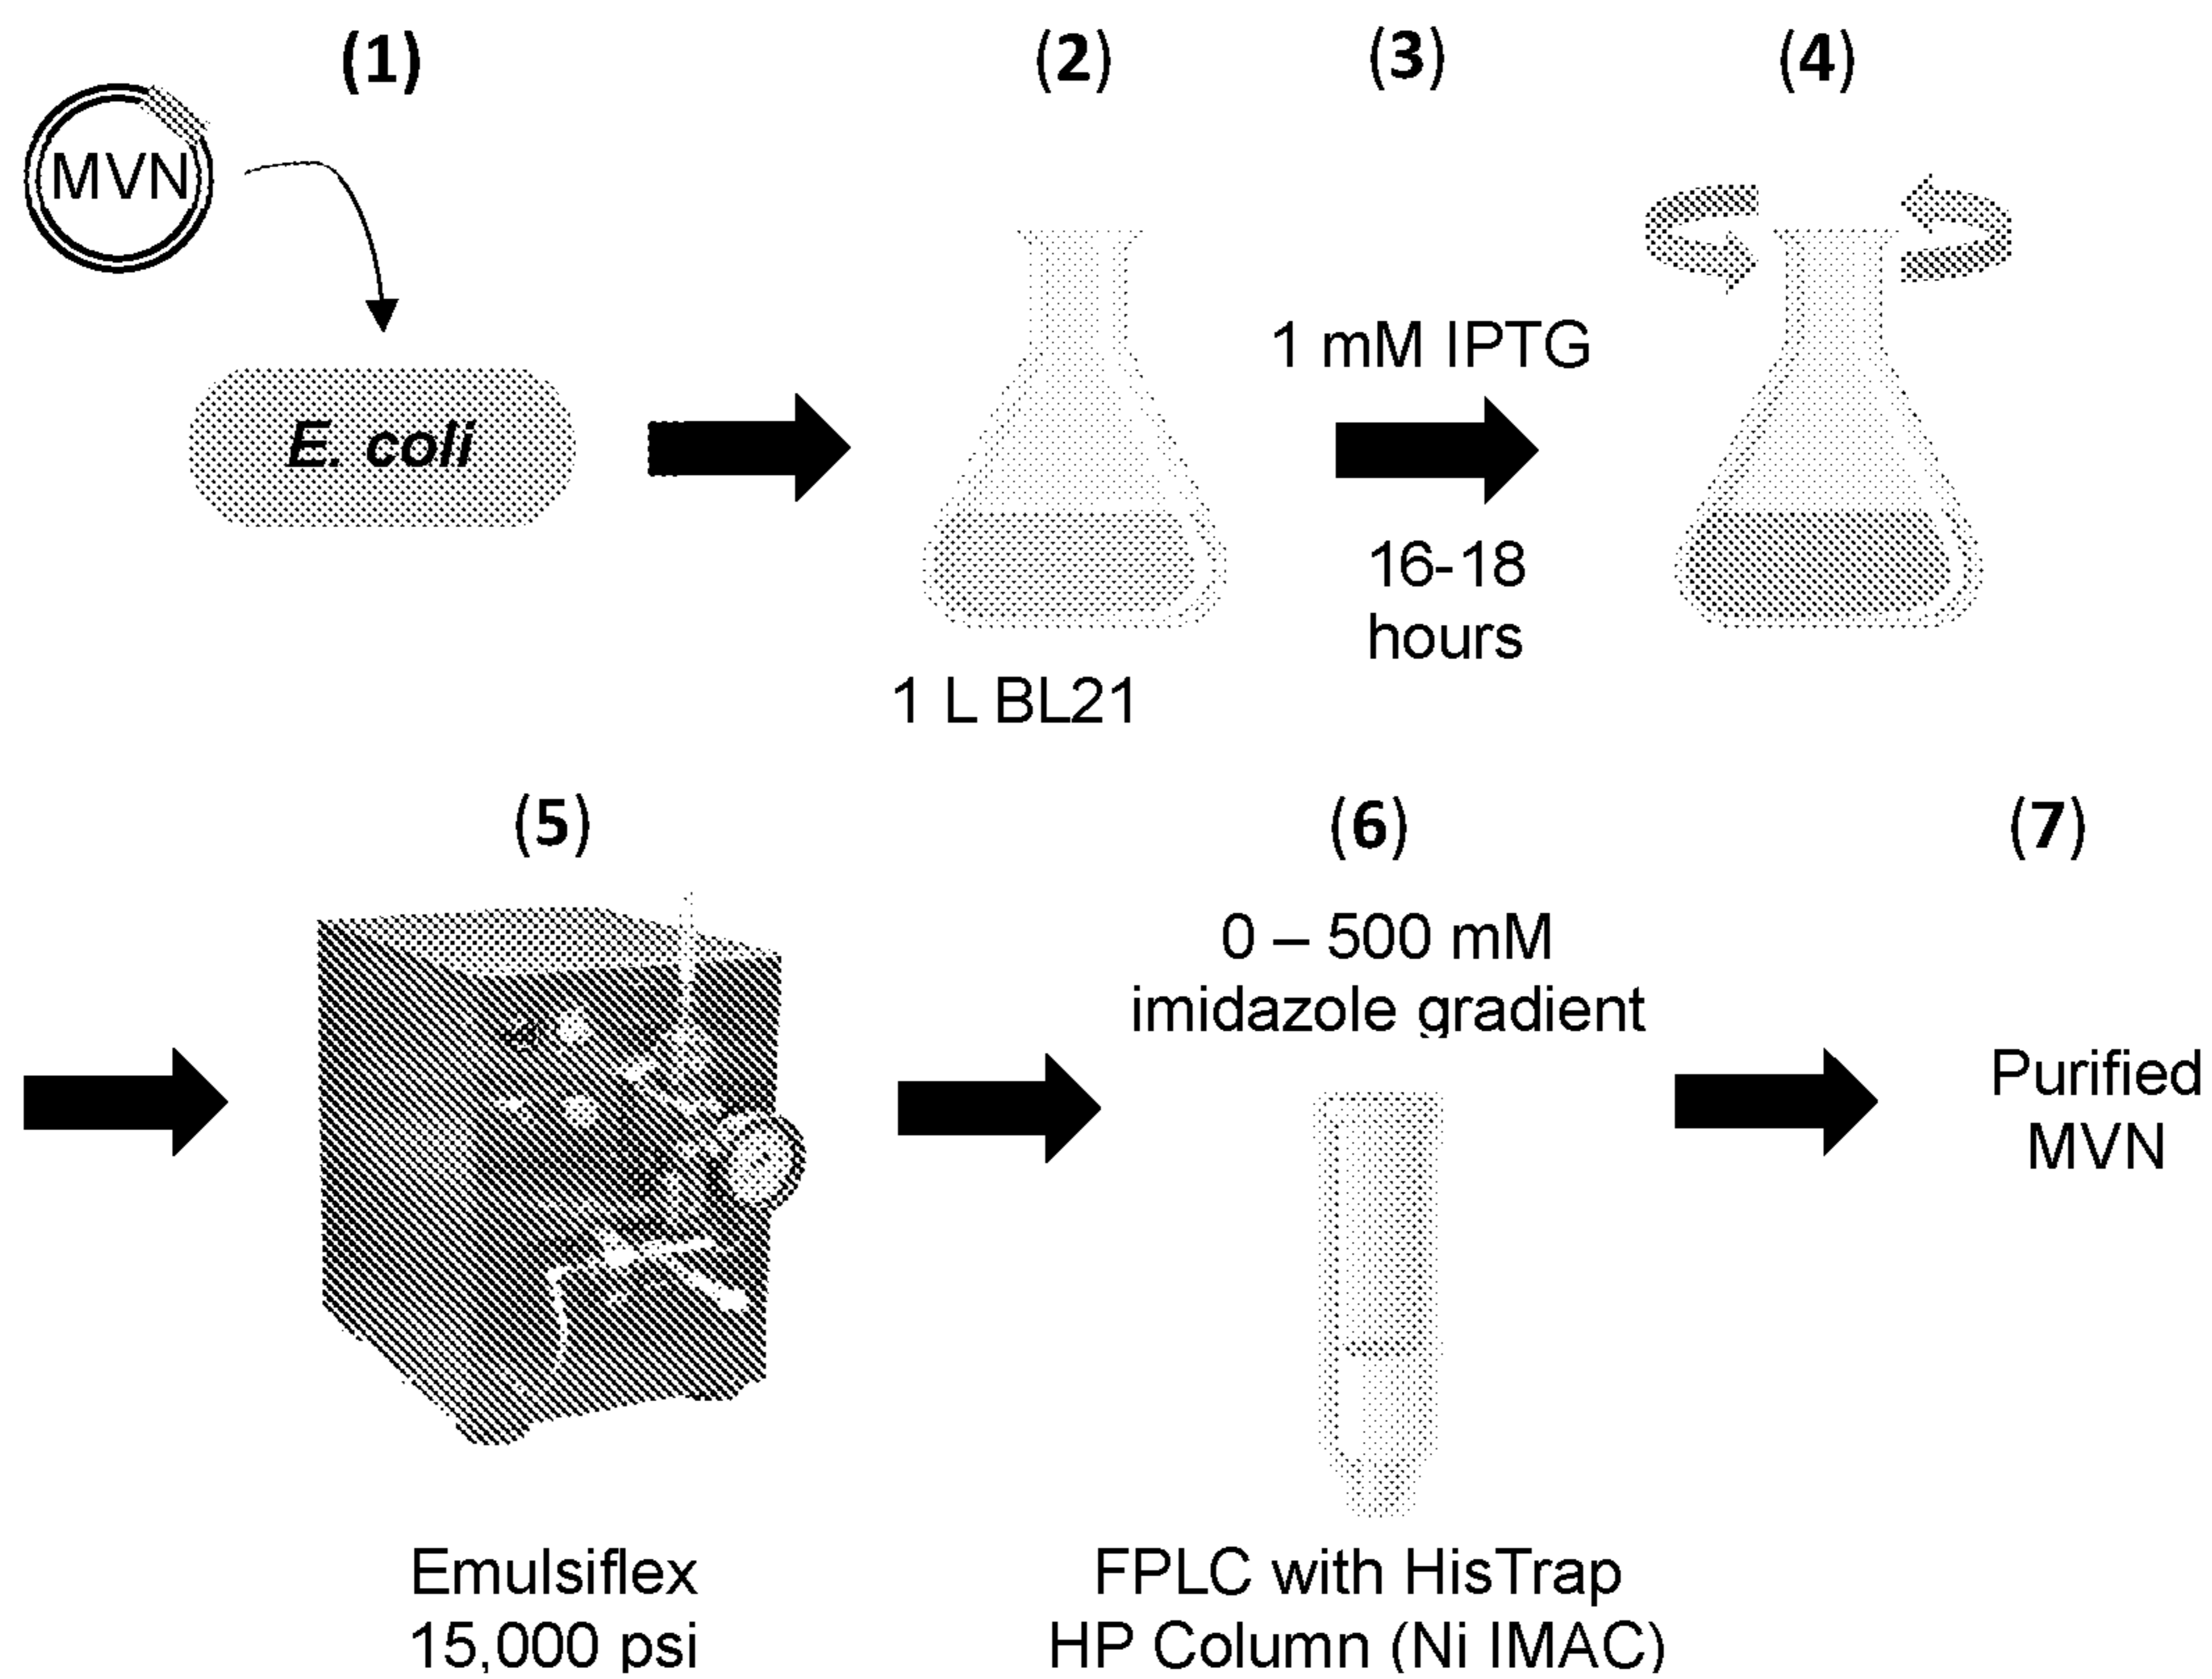 (1)
(2)
(3)
(4)
MVN
E. coli
1 L BL21
1 mM IPTG
16-18
hours
(5)
(6)
(7)
Emulsiflex
15,000 psi
0 – 500 mM
imidazole gradient
FPLC with HisTrap
HP Column (Ni IMAC)
Purified
MVN